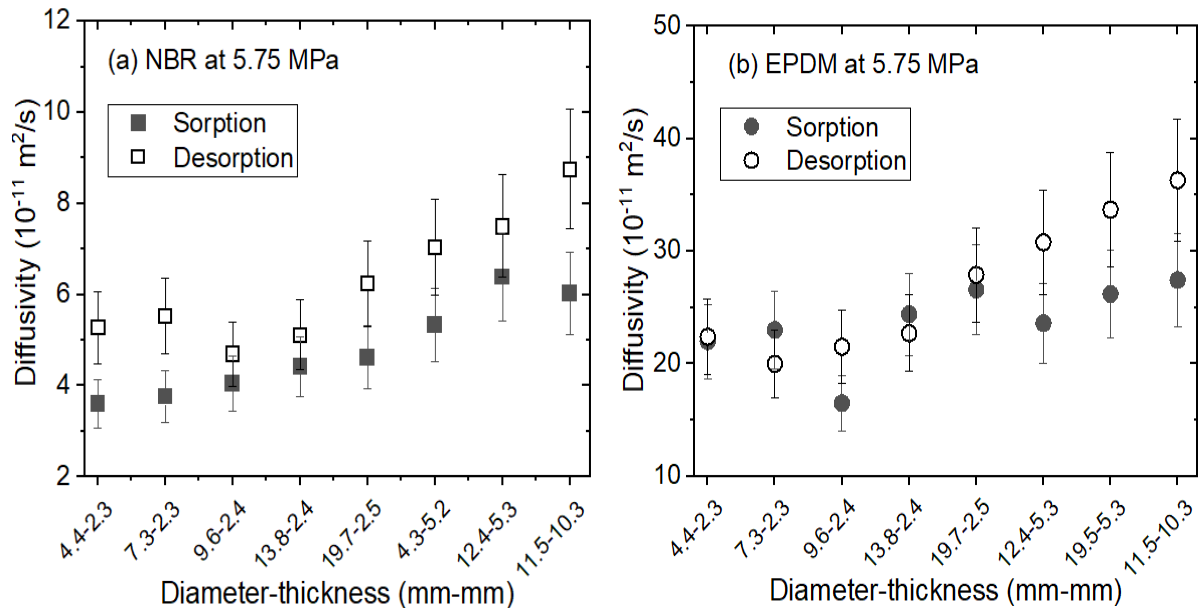 (a) NBR at 5.75 MPa
Sorption
Desorption
Diffusivity (10⁻¹¹ m²/s)
12
10
8
6
4
2
4.4-2.3
7.3-2.3
9.6-2.4
13.8-2.4
19.7-2.5
4.3-5.2
12.4-5.3
11.5-10.3
Diameter-thickness (mm-mm)
(b) EPDM at 5.75 MPa
Sorption
Desorption
Diffusivity (10⁻¹¹ m²/s)
50
40
30
20
10
4.4-2.3
7.3-2.3
9.6-2.4
13.8-2.4
19.7-2.5
12.4-5.3
19.5-5.3
11.5-10.3
Diameter-thickness (mm-mm)